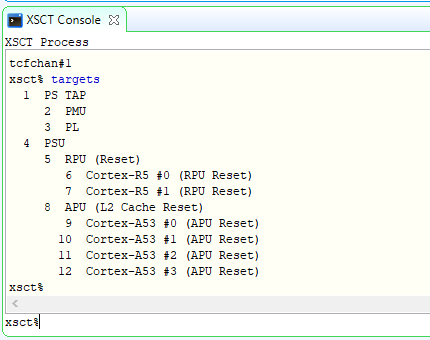 XSCT Console
XSCT Process
tcfchan#1
xsct% targets
1 PS TAP
2 PMU
3 PL
4 PSU
5 RPU (Reset)
6 Cortex-R5 #0 (RPU Reset)
7 Cortex-R5 #1 (RPU Reset)
8 APU (L2 Cache Reset)
9 Cortex-A53 #0 (APU Reset)
10 Cortex-A53 #1 (APU Reset)
11 Cortex-A53 #2 (APU Reset)
12 Cortex-A53 #3 (APU Reset)
xsct%
xsct%